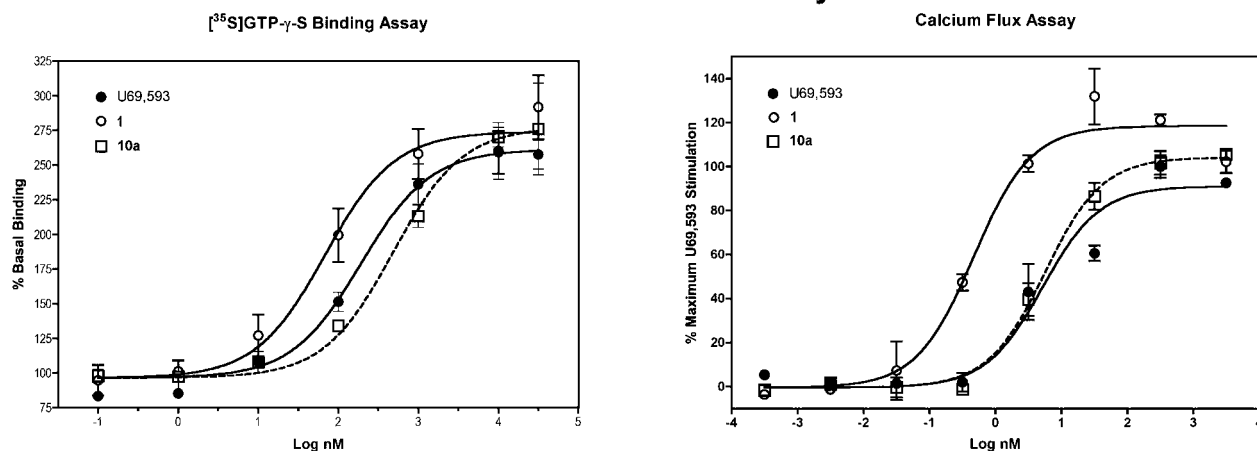 [³⁵S]GTP-γ-S Binding Assay
% Basal Binding
325
300
275
250
225
200
175
150
125
100
75
U69,593
1
10a
-1 0 1 2 3 4 5
Log nM
Calcium Flux Assay
% Maximum U69,593 Stimulation
140
120
100
80
60
40
20
0
U69,593
1
10a
-4 -3 -2 -1 0 1 2 3 4
Log nM